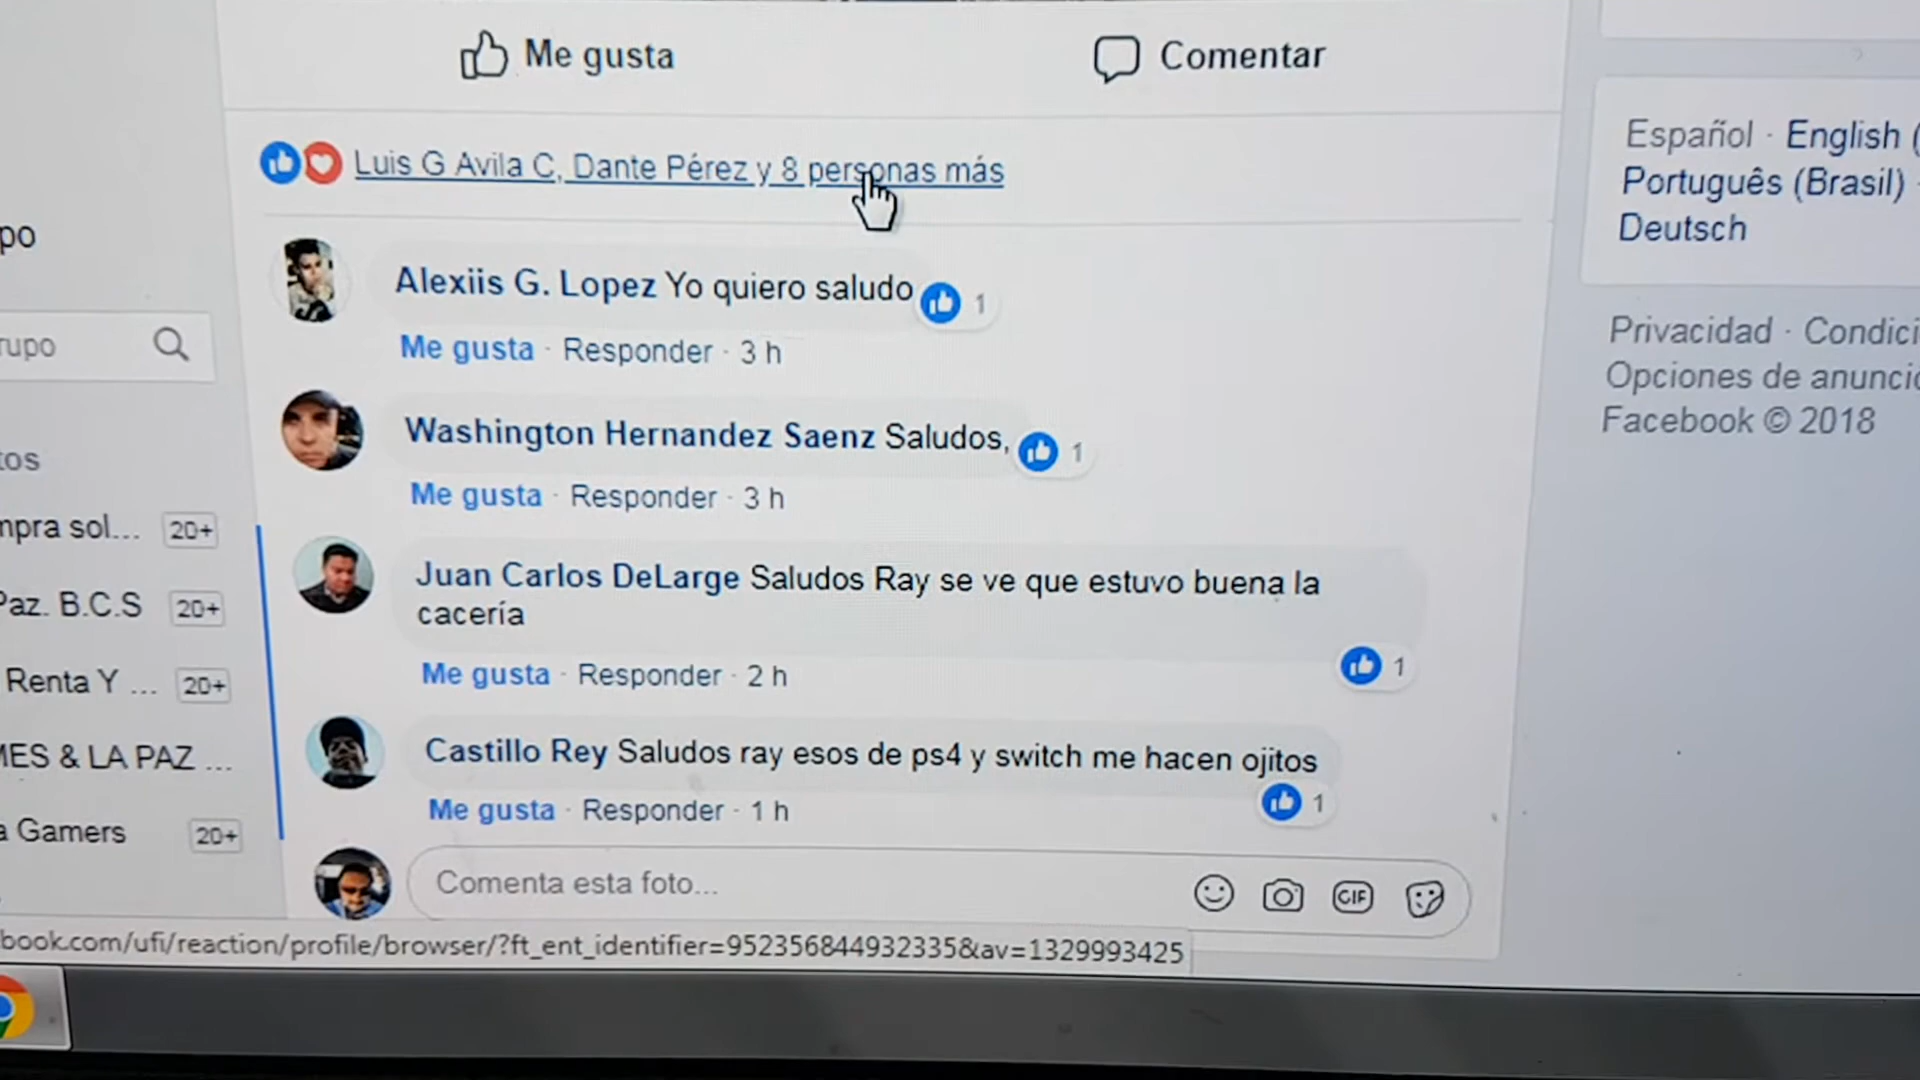 Me gusta
Comentar
Luis G Avila C, Dante Pérez y 8 personas más
Alexiis G. Lopez Yo quiero saludo
1
Me gusta · Responder · 3 h
Washington Hernandez Saenz Saludos,
1
Me gusta · Responder · 3 h
Juan Carlos DeLarge Saludos Ray se ve que estuvo buena la
cacería
1
Me gusta · Responder · 2 h
Castillo Rey Saludos ray esos de ps4 y switch me hacen ojitos
1
Me gusta · Responder · 1 h
Comenta esta foto...
GIF
book.com/ufi/reaction/profile/browser/?ft_ent_identifier=952356844932335&av=1329993425
po
rupo
tos
mpra sol... 20+
Paz. B.C.S 20+
Renta Y ... 20+
MES & LA PAZ ...
a Gamers 20+
Español · English (
Português (Brasil) ·
Deutsch
Privacidad · Condici
Opciones de anuncio
Facebook © 2018